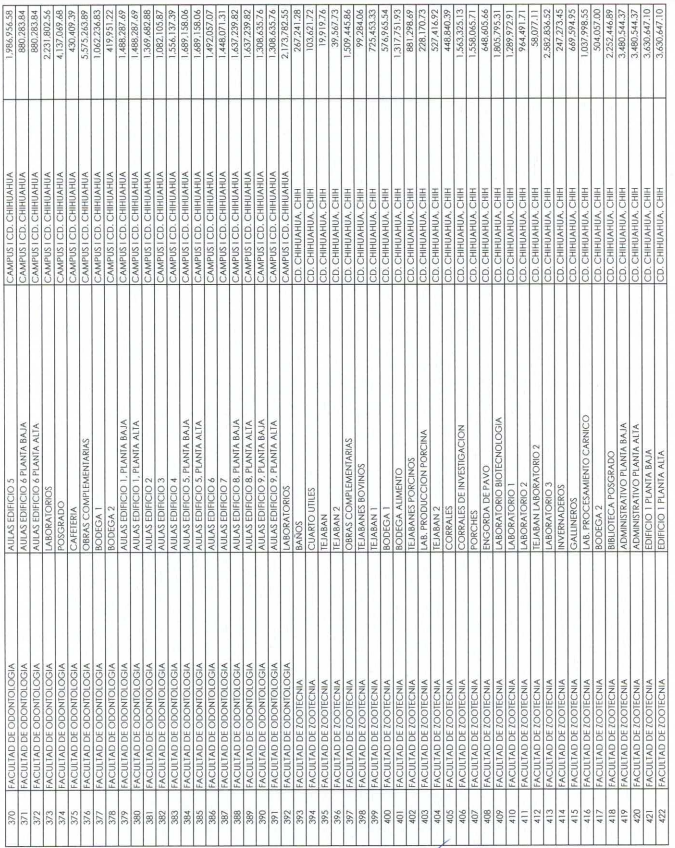 370 FACULTAD DE ODONTOLOGIA AULAS EDIFICIO 5 CAMPUS I CD. CHIHUAHUA 1,986,956.58
371 FACULTAD DE ODONTOLOGIA AULAS EDIFICIO 6 PLANTA BAJA CAMPUS I CD. CHIHUAHUA 880,283.84
372 FACULTAD DE ODONTOLOGIA AULAS EDIFICIO 6 PLANTA ALTA CAMPUS I CD. CHIHUAHUA 880,283.84
373 FACULTAD DE ODONTOLOGIA LABORATORIOS CAMPUS I CD. CHIHUAHUA 2,231,802.56
374 FACULTAD DE ODONTOLOGIA POSGRADO CAMPUS I CD. CHIHUAHUA 4,137,069.68
375 FACULTAD DE ODONTOLOGIA CAFETERIA CAMPUS I CD. CHIHUAHUA 430,409.39
376 FACULTAD DE ODONTOLOGIA OBRAS COMPLEMENTARIAS CAMPUS I CD. CHIHUAHUA 5,575,263.89
377 FACULTAD DE ODONTOLOGIA BODEGA 1 CAMPUS I CD. CHIHUAHUA 1,062,236.83
378 FACULTAD DE ODONTOLOGIA BODEGA 2 CAMPUS I CD. CHIHUAHUA 419,951.22
379 FACULTAD DE ODONTOLOGIA AULAS EDIFICIO 1, PLANTA BAJA CAMPUS I CD. CHIHUAHUA 1,488,287.69
380 FACULTAD DE ODONTOLOGIA AULAS EDIFICIO 1, PLANTA ALTA CAMPUS I CD. CHIHUAHUA 1,488,287.69
381 FACULTAD DE ODONTOLOGIA AULAS EDIFICIO 2 CAMPUS I CD. CHIHUAHUA 1,369,682.88
382 FACULTAD DE ODONTOLOGIA AULAS EDIFICIO 3 CAMPUS I CD. CHIHUAHUA 1,082,105.87
383 FACULTAD DE ODONTOLOGIA AULAS EDIFICIO 4 CAMPUS I CD. CHIHUAHUA 1,556,137.39
384 FACULTAD DE ODONTOLOGIA AULAS EDIFICIO 5, PLANTA BAJA CAMPUS I CD. CHIHUAHUA 1,689,158.06
385 FACULTAD DE ODONTOLOGIA AULAS EDIFICIO 5, PLANTA ALTA CAMPUS I CD. CHIHUAHUA 1,689,158.06
386 FACULTAD DE ODONTOLOGIA AULAS EDIFICIO 6 CAMPUS I CD. CHIHUAHUA 1,492,057.07
387 FACULTAD DE ODONTOLOGIA AULAS EDIFICIO 7 CAMPUS I CD. CHIHUAHUA 1,448,071.31
388 FACULTAD DE ODONTOLOGIA AULAS EDIFICIO 8, PLANTA BAJA CAMPUS I CD. CHIHUAHUA 1,637,239.82
389 FACULTAD DE ODONTOLOGIA AULAS EDIFICIO 8, PLANTA ALTA CAMPUS I CD. CHIHUAHUA 1,637,239.82
390 FACULTAD DE ODONTOLOGIA AULAS EDIFICIO 9, PLANTA BAJA CAMPUS I CD. CHIHUAHUA 1,308,635.76
391 FACULTAD DE ODONTOLOGIA AULAS EDIFICIO 9, PLANTA ALTA CAMPUS I CD. CHIHUAHUA 1,308,635.76
392 FACULTAD DE ODONTOLOGIA LABORATORIOS CAMPUS I CD. CHIHUAHUA 2,173,782.55
393 FACULTAD DE ZOOTECNIA BAÑOS CD. CHIHUAHUA, CHIH 267,241.28
394 FACULTAD DE ZOOTECNIA CUARTO UTILES CD. CHIHUAHUA, CHIH 103,621.72
395 FACULTAD DE ZOOTECNIA TEJABAN CD. CHIHUAHUA, CHIH 19,919.76
396 FACULTAD DE ZOOTECNIA TEJABAN 2 CD. CHIHUAHUA, CHIH 39,567.73
397 FACULTAD DE ZOOTECNIA OBRAS COMPLEMENTARIAS CD. CHIHUAHUA, CHIH 1,509,445.86
398 FACULTAD DE ZOOTECNIA TEJABANES BOVINOS CD. CHIHUAHUA, CHIH 99,284.06
399 FACULTAD DE ZOOTECNIA TEJABAN 1 CD. CHIHUAHUA, CHIH 725,453.33
400 FACULTAD DE ZOOTECNIA BODEGA 1 CD. CHIHUAHUA, CHIH 576,965.54
401 FACULTAD DE ZOOTECNIA BODEGA ALIMENTO CD. CHIHUAHUA, CHIH 1,317,751.93
402 FACULTAD DE ZOOTECNIA TEJABANES PORCINOS CD. CHIHUAHUA, CHIH 881,298.69
403 FACULTAD DE ZOOTECNIA LAB. PRODUCCION PORCINA CD. CHIHUAHUA, CHIH 228,170.73
404 FACULTAD DE ZOOTECNIA TEJABAN 2 CD. CHIHUAHUA, CHIH 527,416.92
405 FACULTAD DE ZOOTECNIA CORRALES CD. CHIHUAHUA, CHIH 448,840.39
406 FACULTAD DE ZOOTECNIA CORRALES DE INVESTIGACION CD. CHIHUAHUA, CHIH 1,563,325.13
407 FACULTAD DE ZOOTECNIA PORCHES CD. CHIHUAHUA, CHIH 1,558,065.71
408 FACULTAD DE ZOOTECNIA ENGORDA DE PAVO CD. CHIHUAHUA, CHIH 648,605.66
409 FACULTAD DE ZOOTECNIA LABORATORIO BIOTECNOLOGIA CD. CHIHUAHUA, CHIH 1,805,795.31
410 FACULTAD DE ZOOTECNIA LABORATORIO 1 CD. CHIHUAHUA, CHIH 1,289,972.91
411 FACULTAD DE ZOOTECNIA LABORATORIO 2 CD. CHIHUAHUA, CHIH 964,491.71
412 FACULTAD DE ZOOTECNIA TEJABAN LABORATORIO 2 CD. CHIHUAHUA, CHIH 58,077.11
413 FACULTAD DE ZOOTECNIA LABORATORIO 3 CD. CHIHUAHUA, CHIH 2,582,836.52
414 FACULTAD DE ZOOTECNIA INVERNADEROS CD. CHIHUAHUA, CHIH 247,273.45
415 FACULTAD DE ZOOTECNIA GALLINEROS CD. CHIHUAHUA, CHIH 669,594.95
416 FACULTAD DE ZOOTECNIA LAB. PROCESAMIENTO CARNICO CD. CHIHUAHUA, CHIH 1,037,998.55
417 FACULTAD DE ZOOTECNIA BODEGA 2 CD. CHIHUAHUA, CHIH 504,057.00
418 FACULTAD DE ZOOTECNIA BIBLIOTECA POSGRADO CD. CHIHUAHUA, CHIH 2,252,446.89
419 FACULTAD DE ZOOTECNIA ADMINISTRATIVO PLANTA BAJA CD. CHIHUAHUA, CHIH 3,480,544.37
420 FACULTAD DE ZOOTECNIA ADMINISTRATIVO PLANTA ALTA CD. CHIHUAHUA, CHIH 3,480,544.37
421 FACULTAD DE ZOOTECNIA EDIFICIO 1 PLANTA BAJA CD. CHIHUAHUA, CHIH 3,630,647.10
422 FACULTAD DE ZOOTECNIA EDIFICIO 1 PLANTA ALTA CD. CHIHUAHUA, CHIH 3,630,647.10